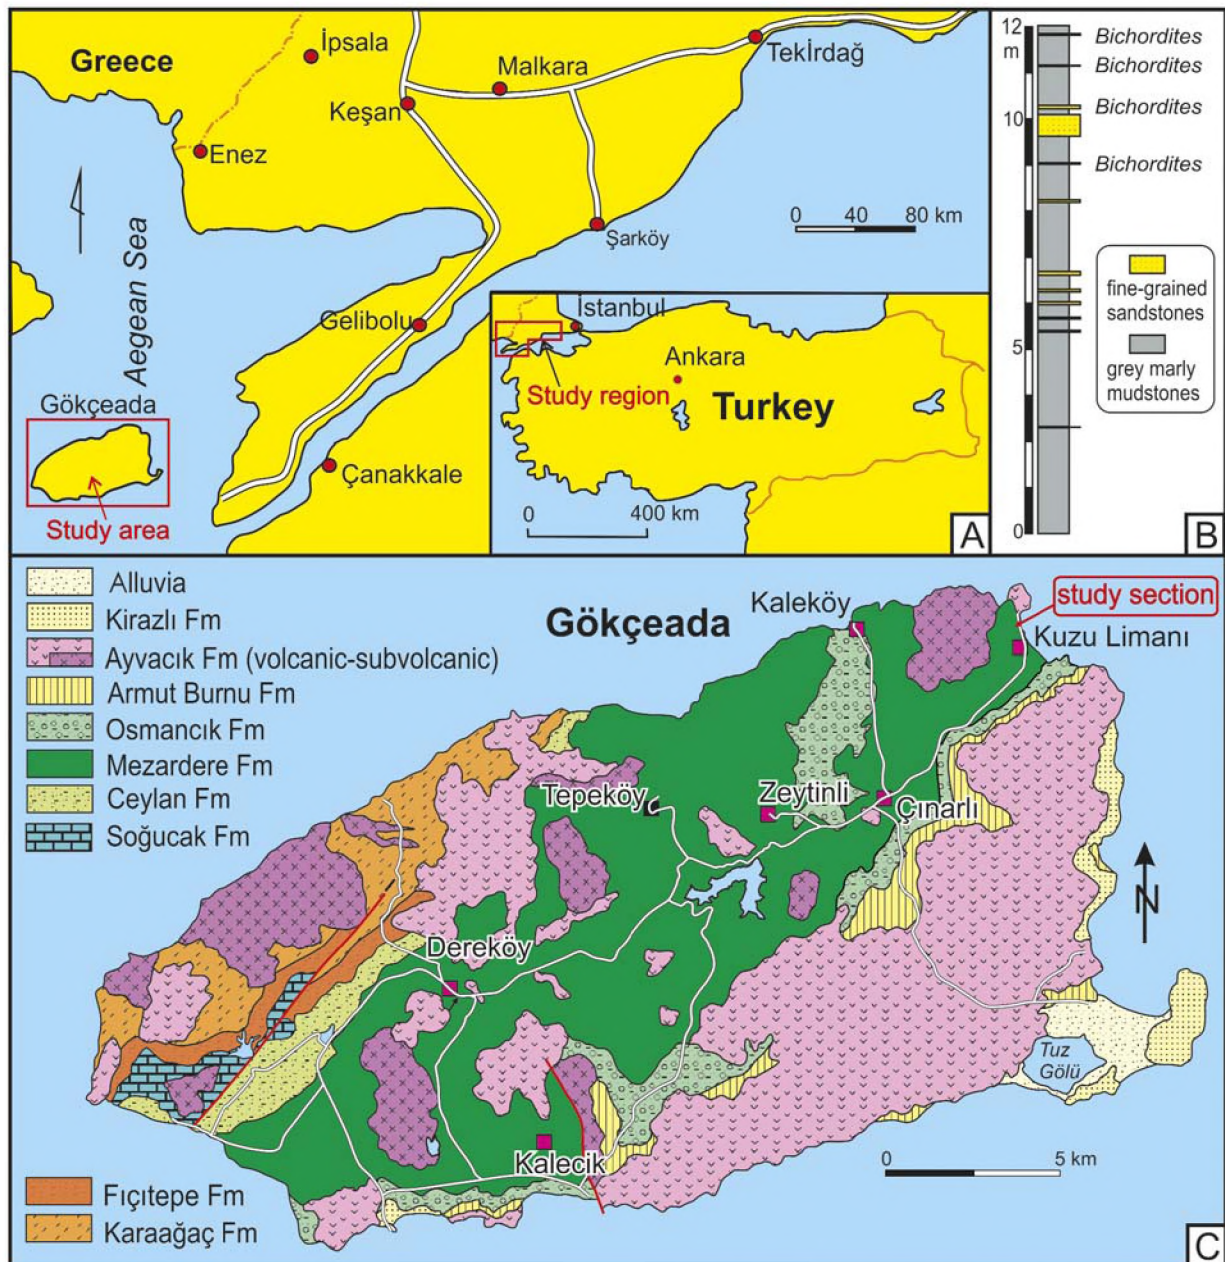 Greece
İpsala
Malkara
Tekİrdağ
Keşan
Enez
Şarköy
0 40 80 km
Aegean Sea
Gelibolu
Gökçeada
Study area
Çanakkale
İstanbul
Ankara
Study region
Turkey
0 400 km
A
12
m
10
5
0
Bichordites
Bichordites
Bichordites
Bichordites
fine-grained
sandstones
grey marly
mudstones
B
Alluvia
Kirazlı Fm
Ayvacık Fm (volcanic-subvolcanic)
Armut Burnu Fm
Osmancık Fm
Mezardere Fm
Ceylan Fm
Soğucak Fm
Gökçeada
Kaleköy
study section
Kuzu Limanı
Tepeköy
Zeytinli
Çınarlı
Dereköy
N
Tuz
Gölü
Kalecik
0 5 km
Fıçıtepe Fm
Karaağaç Fm
C